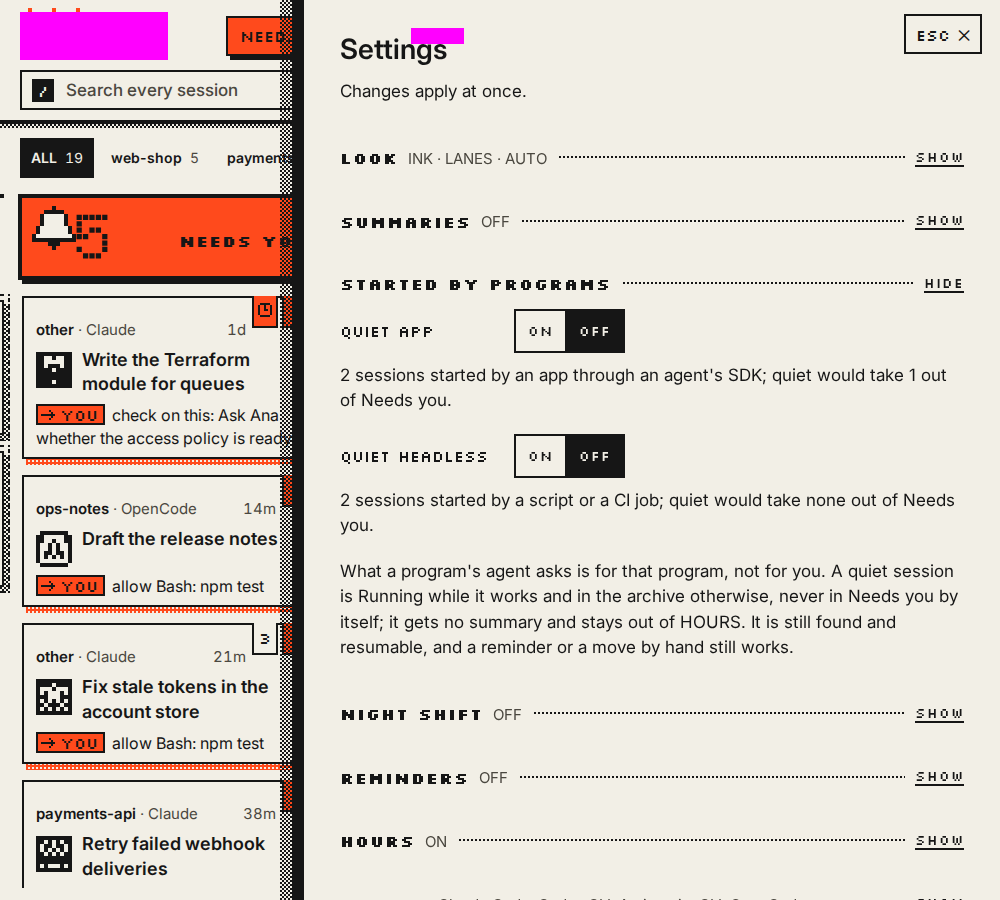 NEED
Search every session
ALL 19
web-shop 5
payment
5
NEEDS YO
other · Claude 1d
Write the Terraform
module for queues
→ YOU check on this: Ask Ana
whether the access policy is ready
ops-notes · OpenCode 14m
Draft the release notes
→ YOU allow Bash: npm test
3
other · Claude 21m
Fix stale tokens in the
account store
→ YOU allow Bash: npm test
payments-api · Claude 38m
Retry failed webhook
deliveries
Settings
ESC ×
Changes apply at once.
LOOK INK · LANES · AUTO SHOW
SUMMARIES OFF SHOW
STARTED BY PROGRAMS HIDE
QUIET APP ON OFF
2 sessions started by an app through an agent's SDK; quiet would take 1 out
of Needs you.
QUIET HEADLESS ON OFF
2 sessions started by a script or a CI job; quiet would take none out of Needs
you.
What a program's agent asks is for that program, not for you. A quiet session
is Running while it works and in the archive otherwise, never in Needs you by
itself; it gets no summary and stays out of HOURS. It is still found and
resumable, and a reminder or a move by hand still works.
NIGHT SHIFT OFF SHOW
REMINDERS OFF SHOW
HOURS ON SHOW